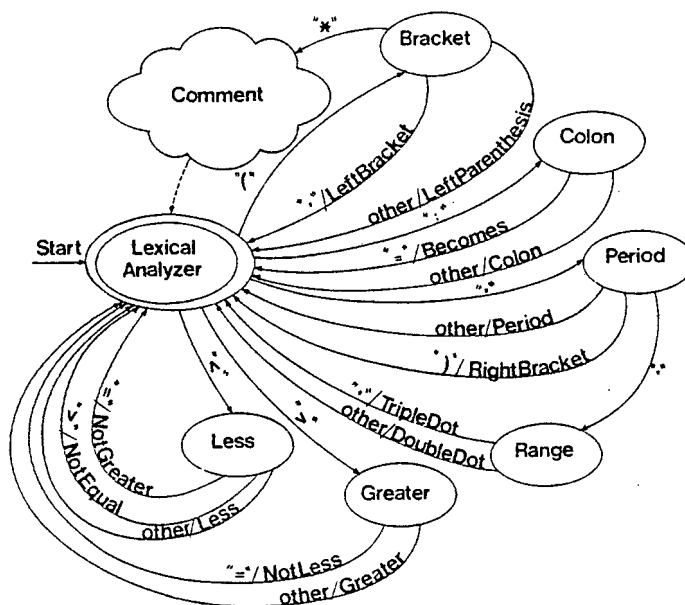 "*"
Bracket
Comment
"("
"."/LeftBracket
other/LeftParenthesis
Colon
":"
"="/Becomes
other/Colon
Start
Lexical
Analyzer
"."
Period
other/Period
")"/RightBracket
"."
"."/TripleDot
other/DoubleDot
Range
"<"
">"
"="/NotGreater
">"/NotEqual
Less
other/Less
Greater
"="/NotLess
other/Greater